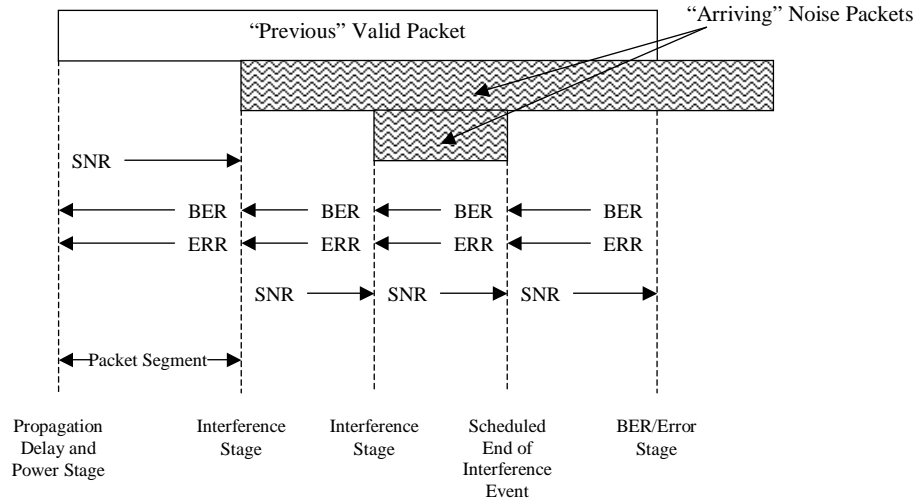 “Arriving” Noise Packets
“Previous” Valid Packet
SNR
BER BER BER BER
ERR ERR ERR ERR
SNR SNR SNR
Packet Segment
Propagation
Delay and
Power Stage
Interference
Stage
Interference
Stage
Scheduled
End of
Interference
Event
BER/Error
Stage